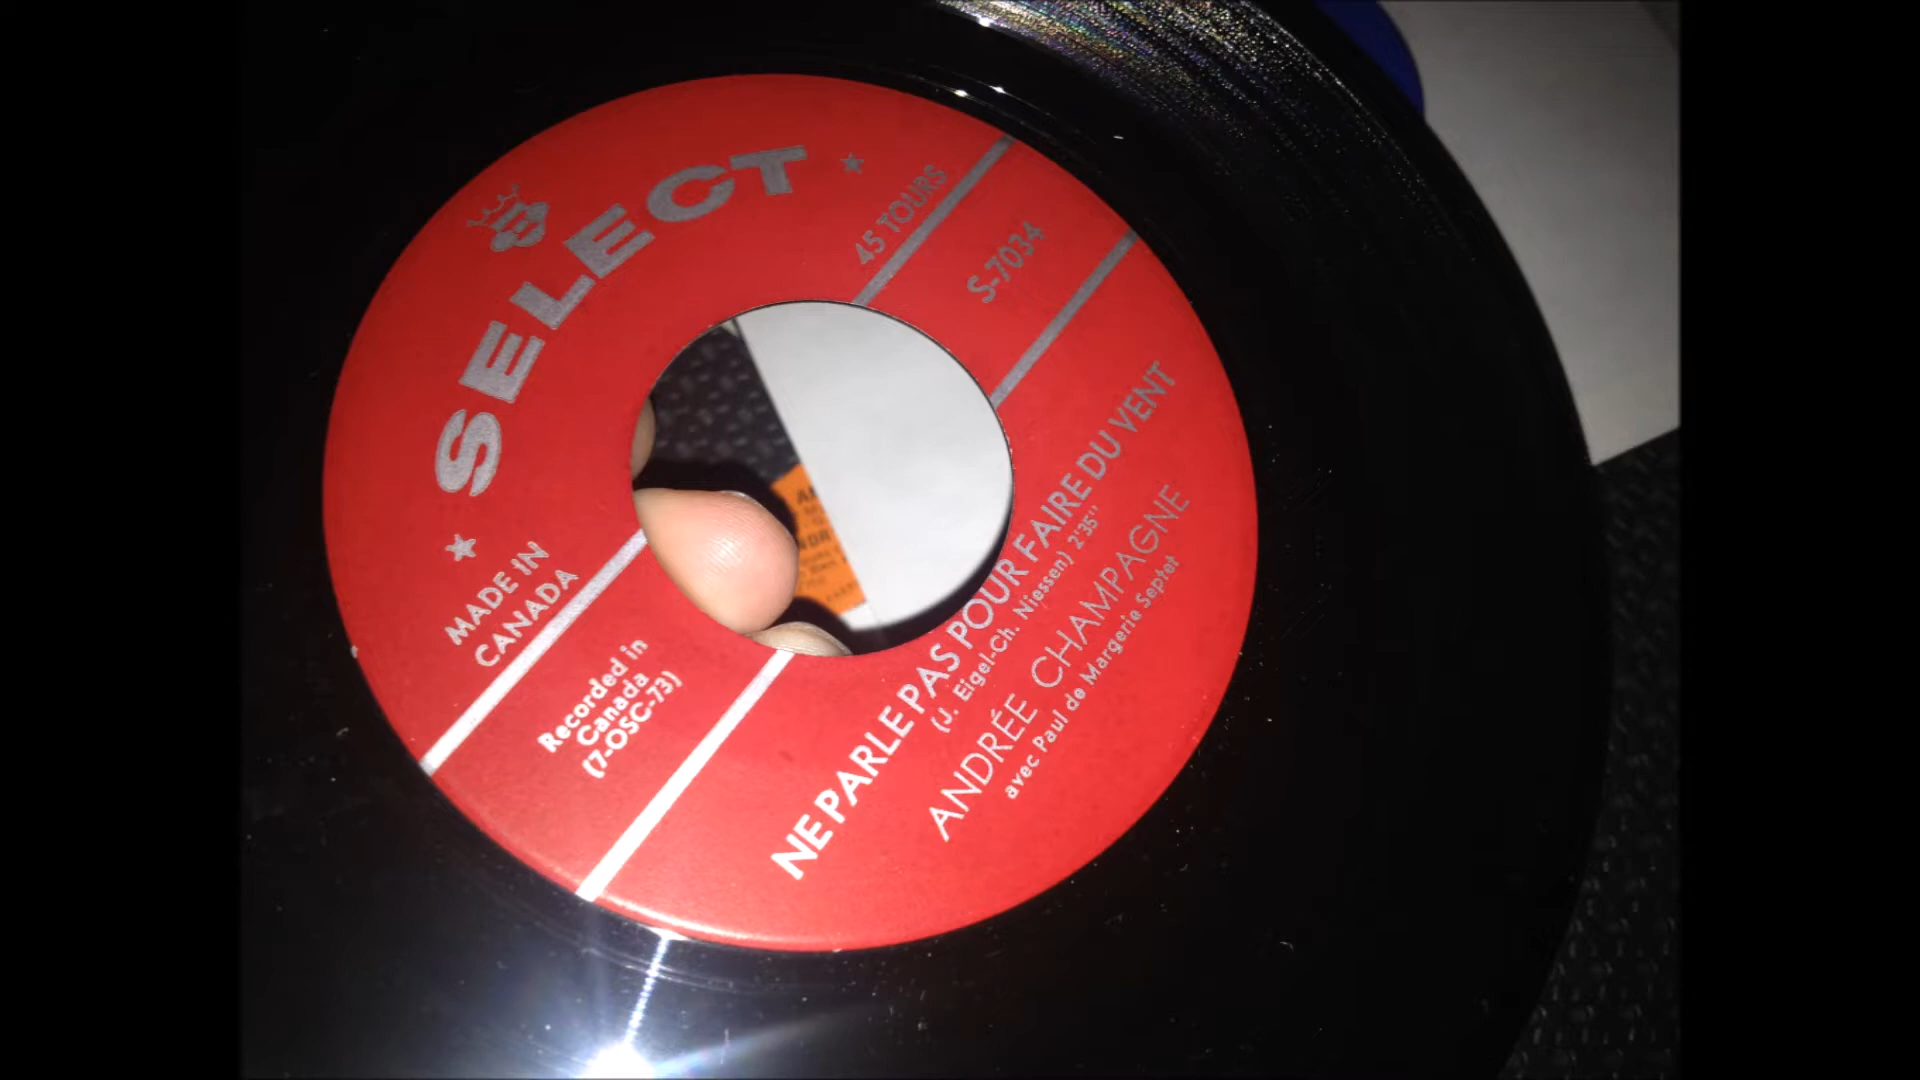 SELECT
45 TOURS
S-7034
MADE IN
CANADA
Recorded in
Canada
(7-OSC-73)
NE PARLE PAS POUR FAIRE DU VENT
(J. Eigel-Ch. Niessen) 2'35''
ANDRÉE CHAMPAGNE
avec Paul de Margerie Septet